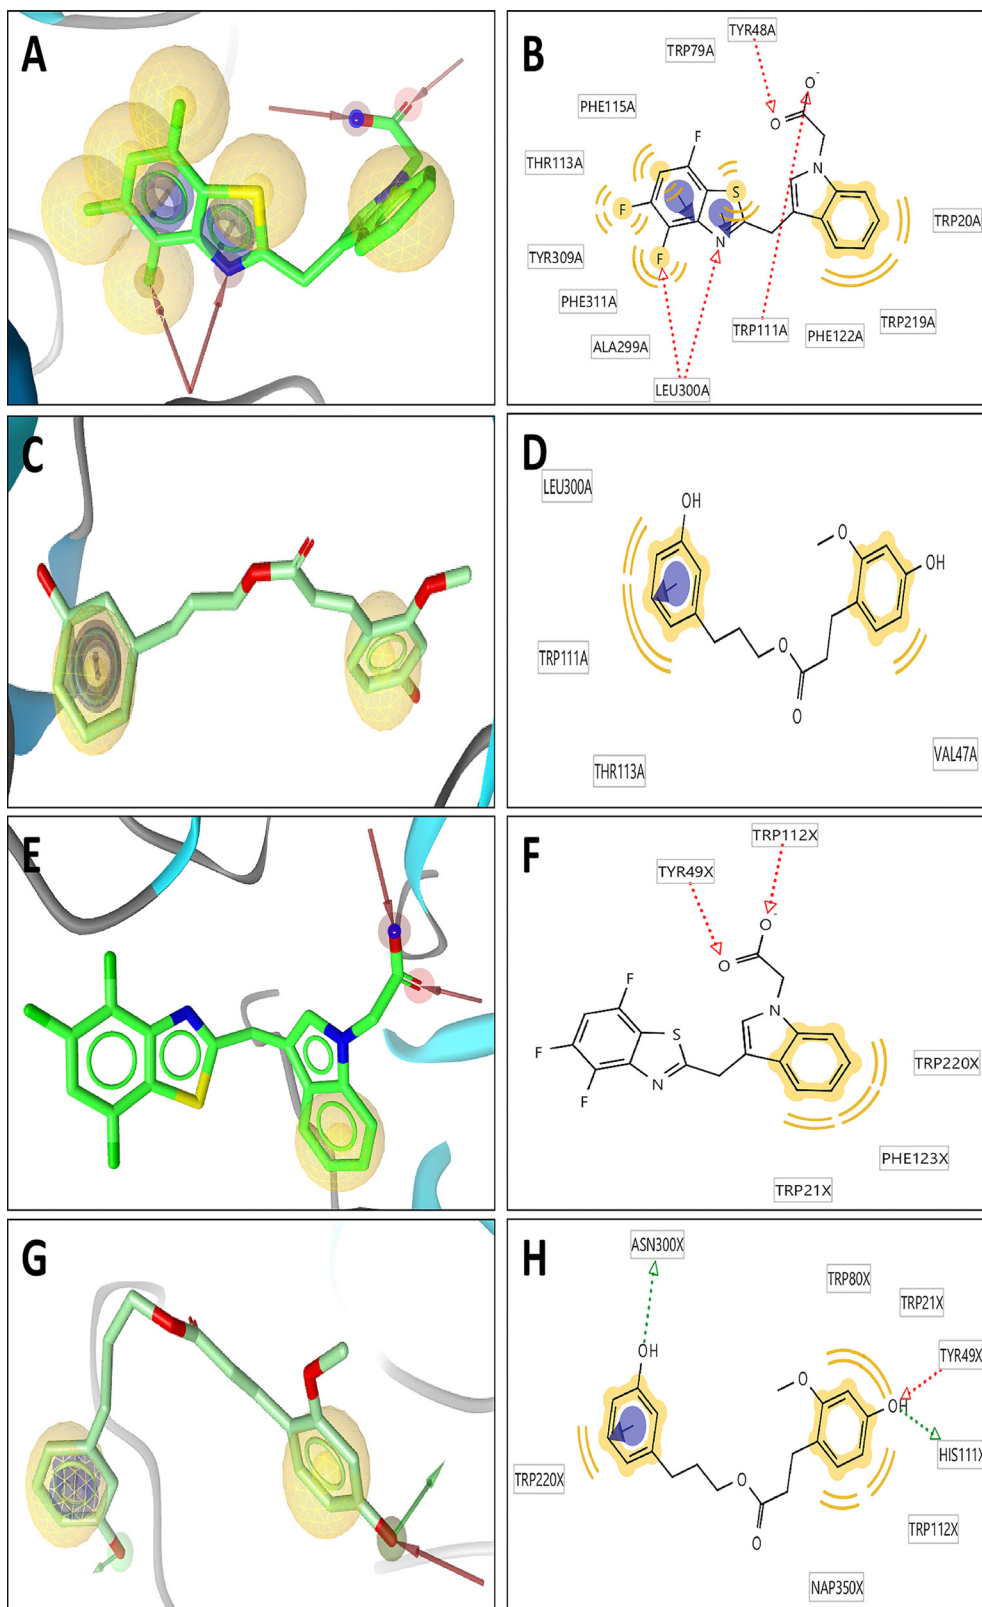 A
B
TYR48A
TRP79A
O-
O
PHE115A
F
N
THR113A
S
F
TRP20A
N
TYR309A
F
PHE311A
TRP111A
PHE122A
TRP219A
ALA299A
LEU300A
C
D
LEU300A
OH
O
OH
TRP111A
O
O
VAL47A
THR113A
E
F
TRP112X
TYR49X
O-
O
F
N
S
F
N
F
TRP220X
PHE123X
TRP21X
G
H
ASN300X
TRP80X
TRP21X
OH
TYR49X
O
OH
HIS111X
TRP220X
O
O
TRP112X
NAP350X